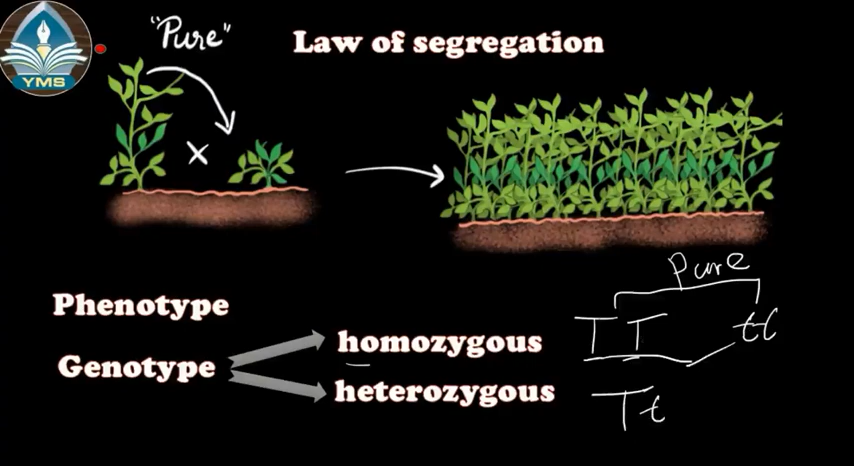 "Pure"
Law of segregation
YMS
x
Pure
Phenotype
TT tt
homozygous
Genotype
heterozygous
Tt